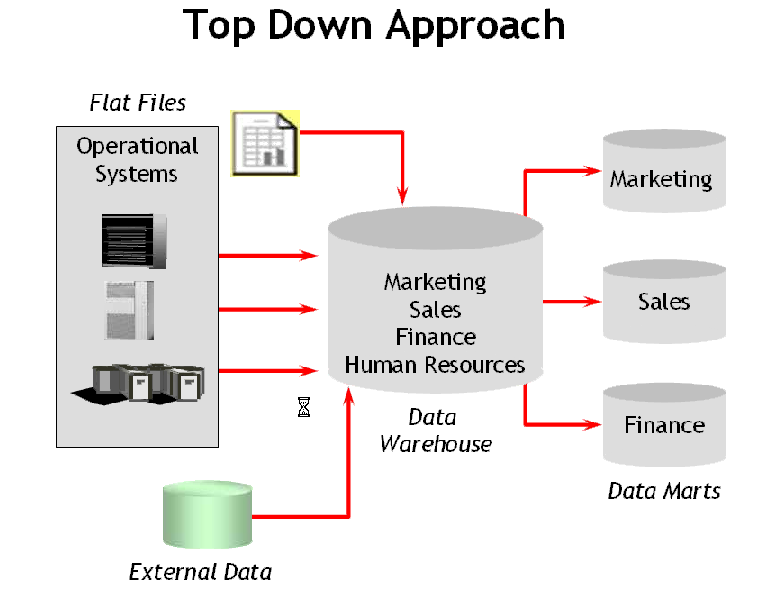 Top Down Approach
Flat Files
Operational
Systems
Marketing
Sales
Finance
Human Resources
Data
Warehouse
Marketing
Sales
Finance
Data Marts
External Data